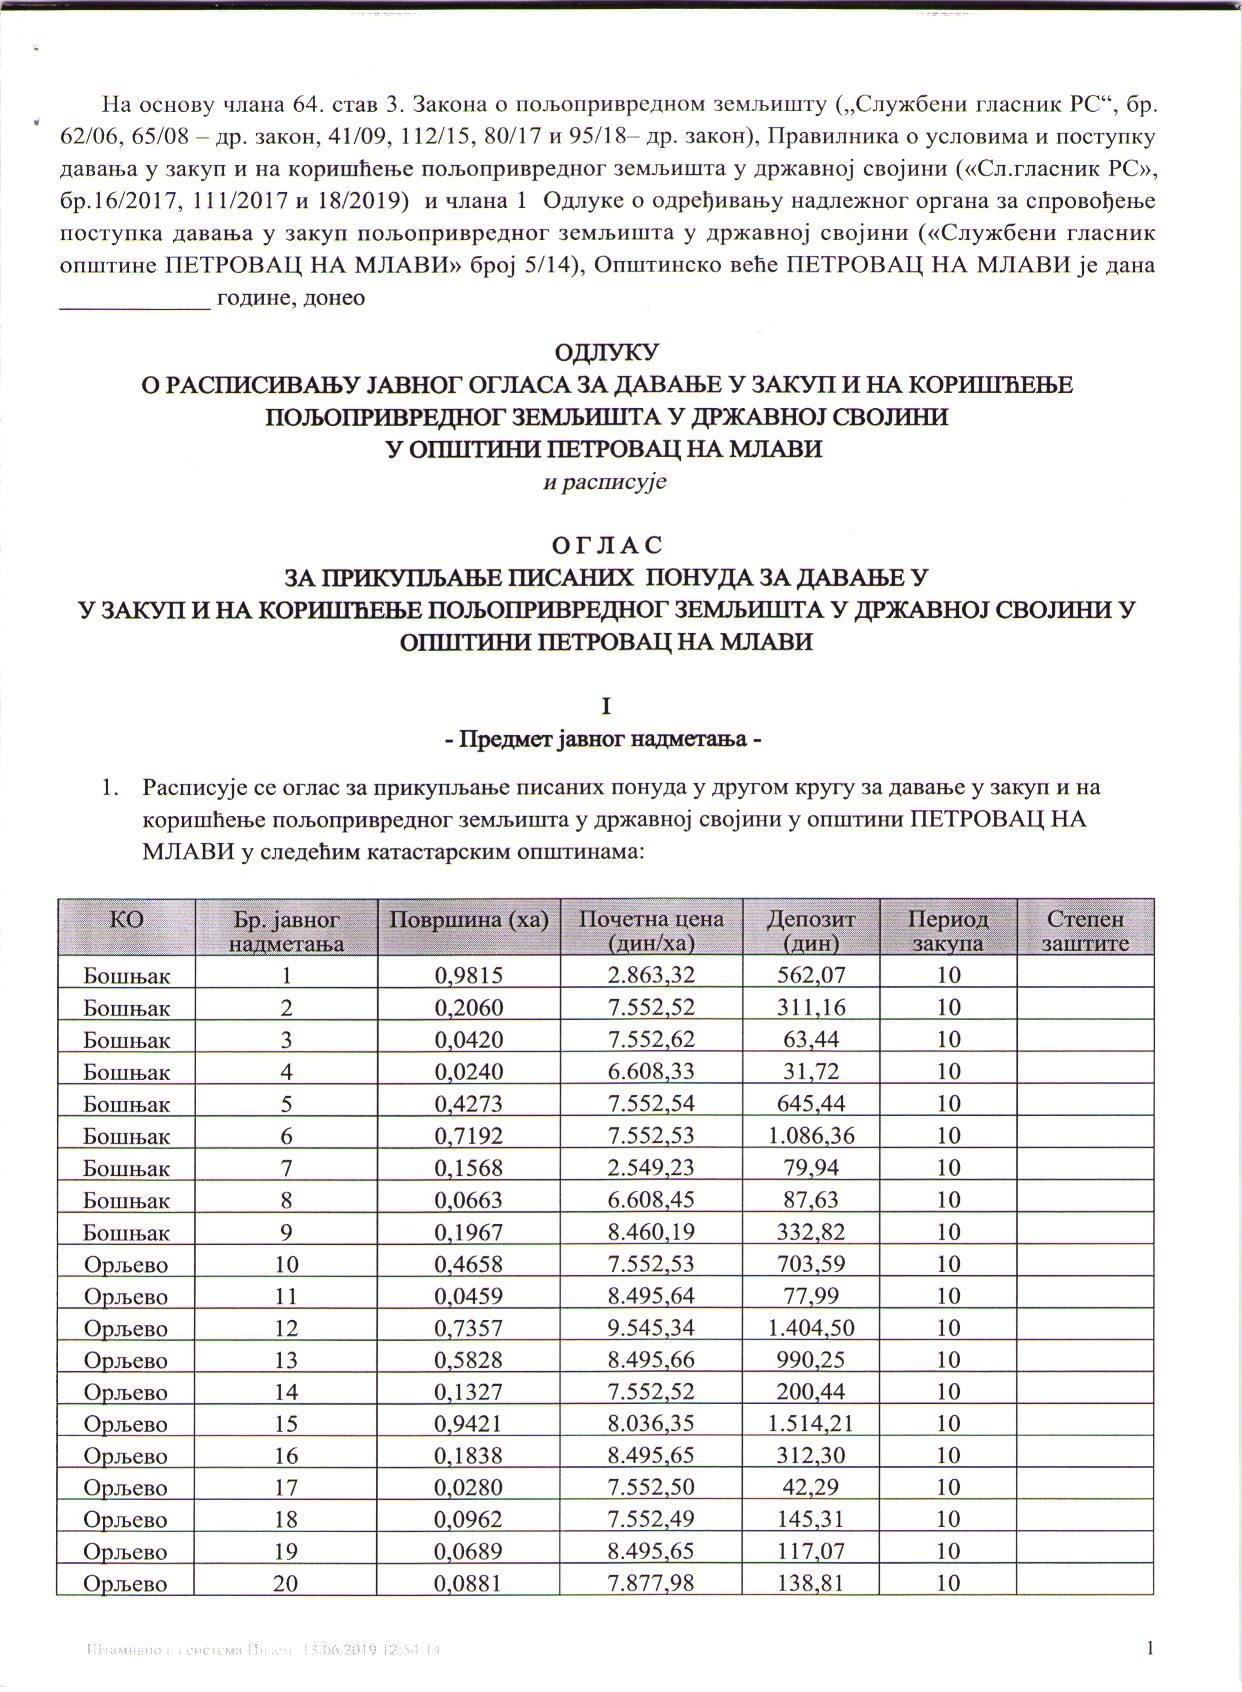 На основу члана 64. став 3. Закона о пољопривредном земљишту („Службени гласник РС“, бр.
62/06, 65/08 – др. закон, 41/09, 112/15, 80/17 и 95/18– др. закон), Правилника о условима и поступку
давања у закуп и на коришћење пољопривредног земљишта у државној својини («Сл.гласник РС»,
бр.16/2017, 111/2017 и 18/2019) и члана 1 Одлуке о одређивању надлежног органа за спровођење
поступка давања у закуп пољопривредног земљишта у државној својини («Службени гласник
општине ПЕТРОВАЦ НА МЛАВИ» број 5/14), Општинско веће ПЕТРОВАЦ НА МЛАВИ је дана
____________ године, донео
ОДЛУКУ
О РАСПИСИВАЊУ ЈАВНОГ ОГЛАСА ЗА ДАВАЊЕ У ЗАКУП И НА КОРИШЋЕЊЕ
ПОЉОПРИВРЕДНОГ ЗЕМЉИШТА У ДРЖАВНОЈ СВОЈИНИ
У ОПШТИНИ ПЕТРОВАЦ НА МЛАВИ
и расписује
О Г Л А С
ЗА ПРИКУПЉАЊЕ ПИСАНИХ ПОНУДА ЗА ДАВАЊЕ У
У ЗАКУП И НА КОРИШЋЕЊЕ ПОЉОПРИВРЕДНОГ ЗЕМЉИШТА У ДРЖАВНОЈ СВОЈИНИ У
ОПШТИНИ ПЕТРОВАЦ НА МЛАВИ
I
- Предмет јавног надметања -
1. Расписује се оглас за прикупљање писаних понуда у другом кругу за давање у закуп и на
коришћење пољопривредног земљишта у државној својини у општини ПЕТРОВАЦ НА
МЛАВИ у следећим катастарским општинама:
КО Бр. јавног Површина (ха) Почетна цена Депозит Период Степен
надметања (дин/ха) (дин) закупа заштите
Бошњак 1 0,9815 2.863,32 562,07 10
Бошњак 2 0,2060 7.552,52 311,16 10
Бошњак 3 0,0420 7.552,62 63,44 10
Бошњак 4 0,0240 6.608,33 31,72 10
Бошњак 5 0,4273 7.552,54 645,44 10
Бошњак 6 0,7192 7.552,53 1.086,36 10
Бошњак 7 0,1568 2.549,23 79,94 10
Бошњак 8 0,0663 6.608,45 87,63 10
Бошњак 9 0,1967 8.460,19 332,82 10
Орљево 10 0,4658 7.552,53 703,59 10
Орљево 11 0,0459 8.495,64 77,99 10
Орљево 12 0,7357 9.545,34 1.404,50 10
Орљево 13 0,5828 8.495,66 990,25 10
Орљево 14 0,1327 7.552,52 200,44 10
Орљево 15 0,9421 8.036,35 1.514,21 10
Орљево 16 0,1838 8.495,65 312,30 10
Орљево 17 0,0280 7.552,50 42,29 10
Орљево 18 0,0962 7.552,49 145,31 10
Орљево 19 0,0689 8.495,65 117,07 10
Орљево 20 0,0881 7.877,98 138,81 10
Штампано из система 13.06.2019 12:54:14 1